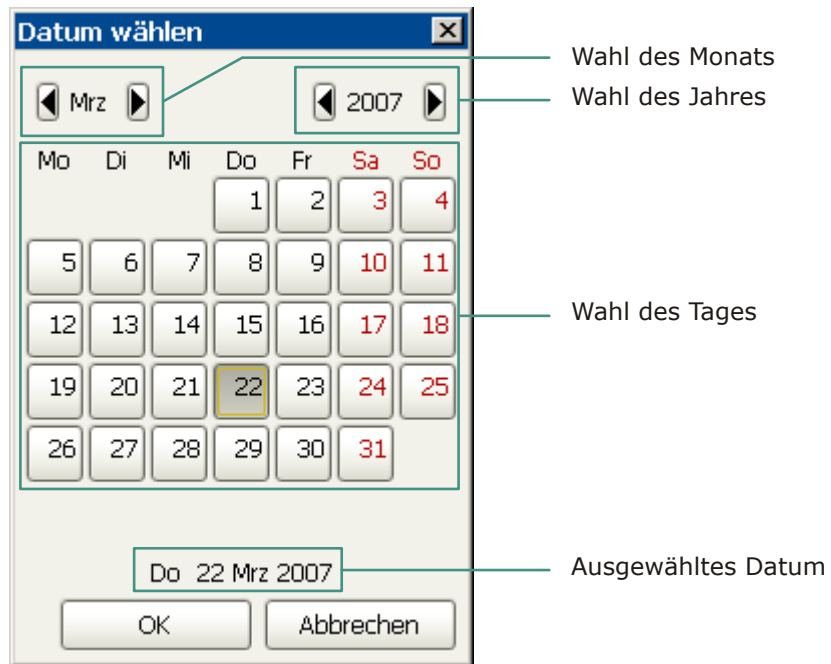 Datum wählen
Wahl des Monats
Mrz 2007
Wahl des Jahres
Mo Di Mi Do Fr Sa So
1 2 3 4
5 6 7 8 9 10 11
12 13 14 15 16 17 18
Wahl des Tages
19 20 21 22 23 24 25
26 27 28 29 30 31
Do 22 Mrz 2007
Ausgewähltes Datum
OK Abbrechen